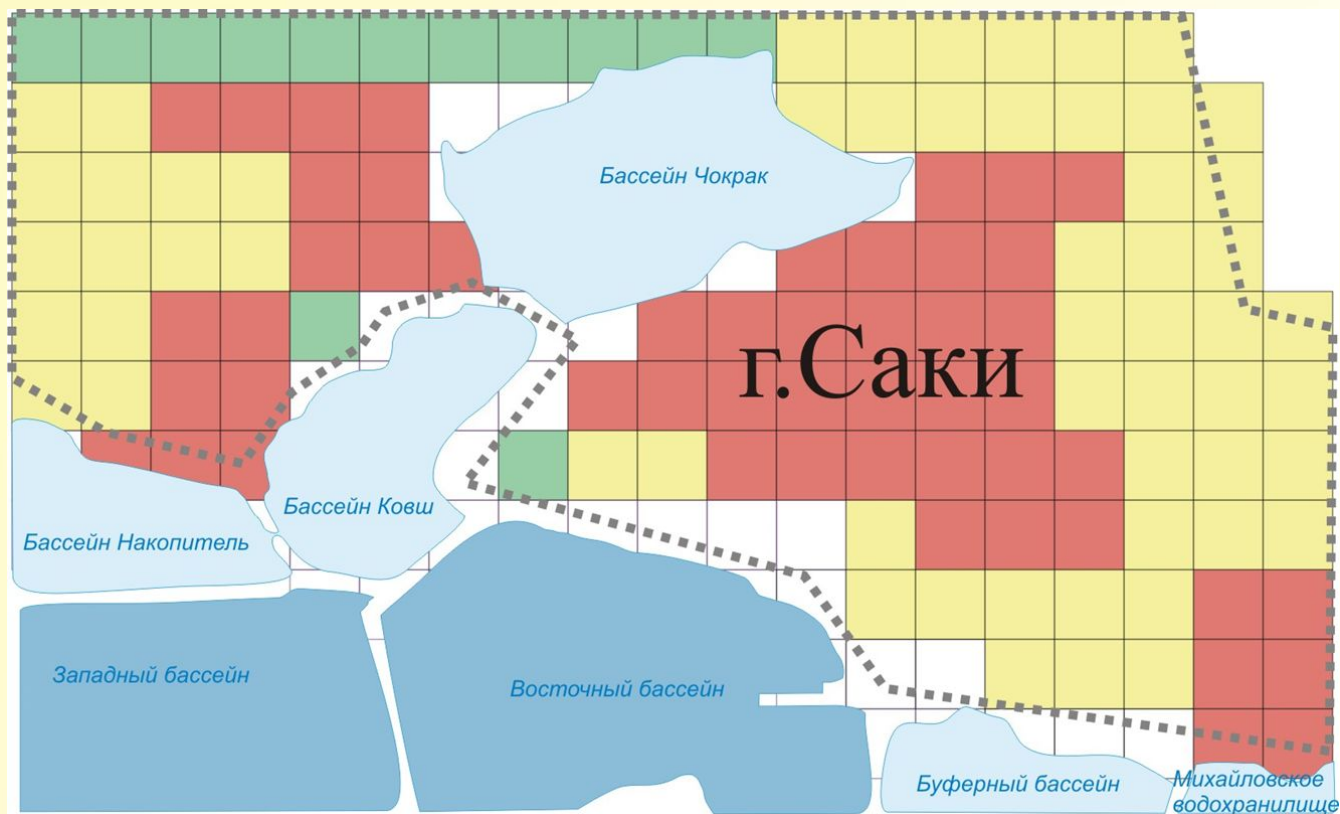 Бассейн Чокрак
г.Саки
Бассейн Ковш
Бассейн Накопитель
Западный бассейн
Восточный бассейн
Буферный бассейн
Михайловское
водохранилище